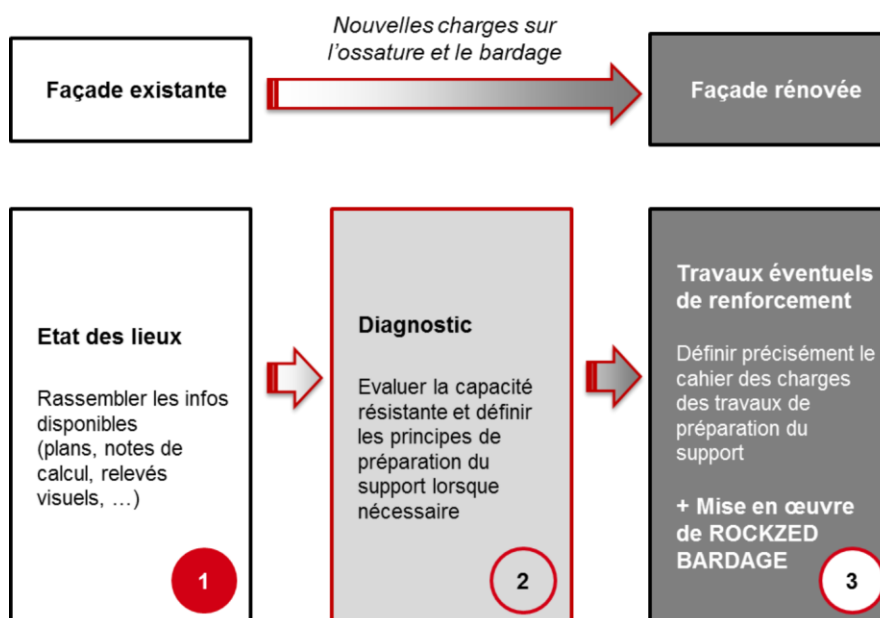 Nouvelles charges sur
l'ossature et le bardage
Façade existante
Façade rénovée
Etat des lieux
Rassembler les infos
disponibles
(plans, notes de
calcul, relevés
visuels, …)
1
Diagnostic
Evaluer la capacité
résistante et définir
les principes de
préparation du
support lorsque
nécessaire
2
Travaux éventuels
de renforcement
Définir précisément le
cahier des charges
des travaux de
préparation du
support
+ Mise en œuvre
de ROCKZED
BARDAGE
3